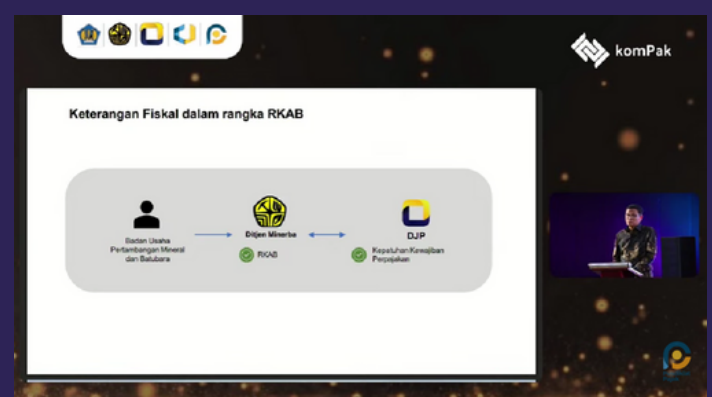 komPak
Keterangan Fiskal dalam rangka RKAB
Badan Usaha
Pertambangan Mineral
dan Batubara
Ditjen Minerba
RKAB
DJP
Kepatuhan Kewajiban
Perpajakan